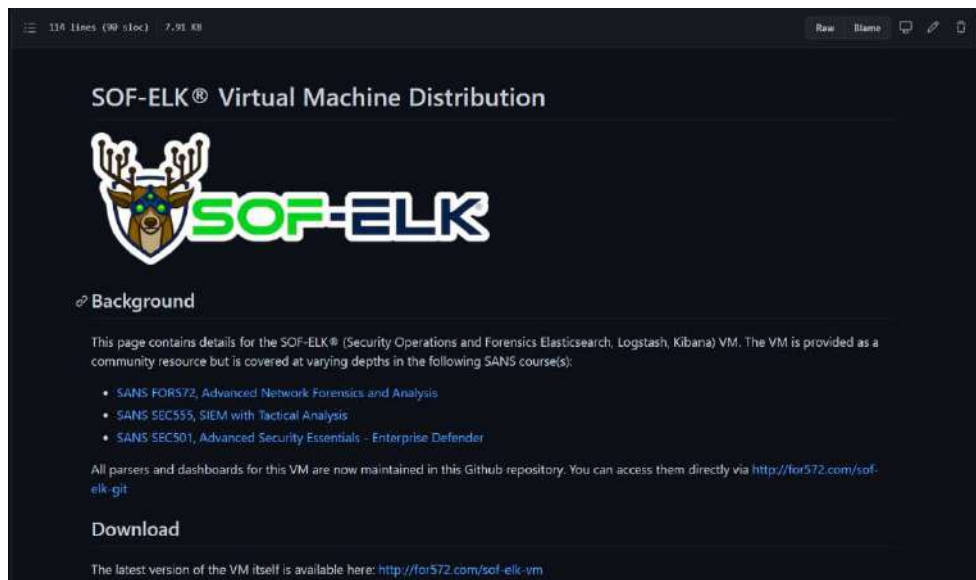 114 lines (90 sloc) 7.91 KB
Raw Blame
SOF-ELK® Virtual Machine Distribution
SOF-ELK®
Background
This page contains details for the SOF-ELK® (Security Operations and Forensics Elasticsearch, Logstash, Kibana) VM. The VM is provided as a
community resource but is covered at varying depths in the following SANS course(s):
• SANS FOR572, Advanced Network Forensics and Analysis
• SANS SEC555, SIEM with Tactical Analysis
• SANS SEC501, Advanced Security Essentials - Enterprise Defender
All parsers and dashboards for this VM are now maintained in this Github repository. You can access them directly via http://for572.com/sof-
elk-git
Download
The latest version of the VM itself is available here: http://for572.com/sof-elk-vm